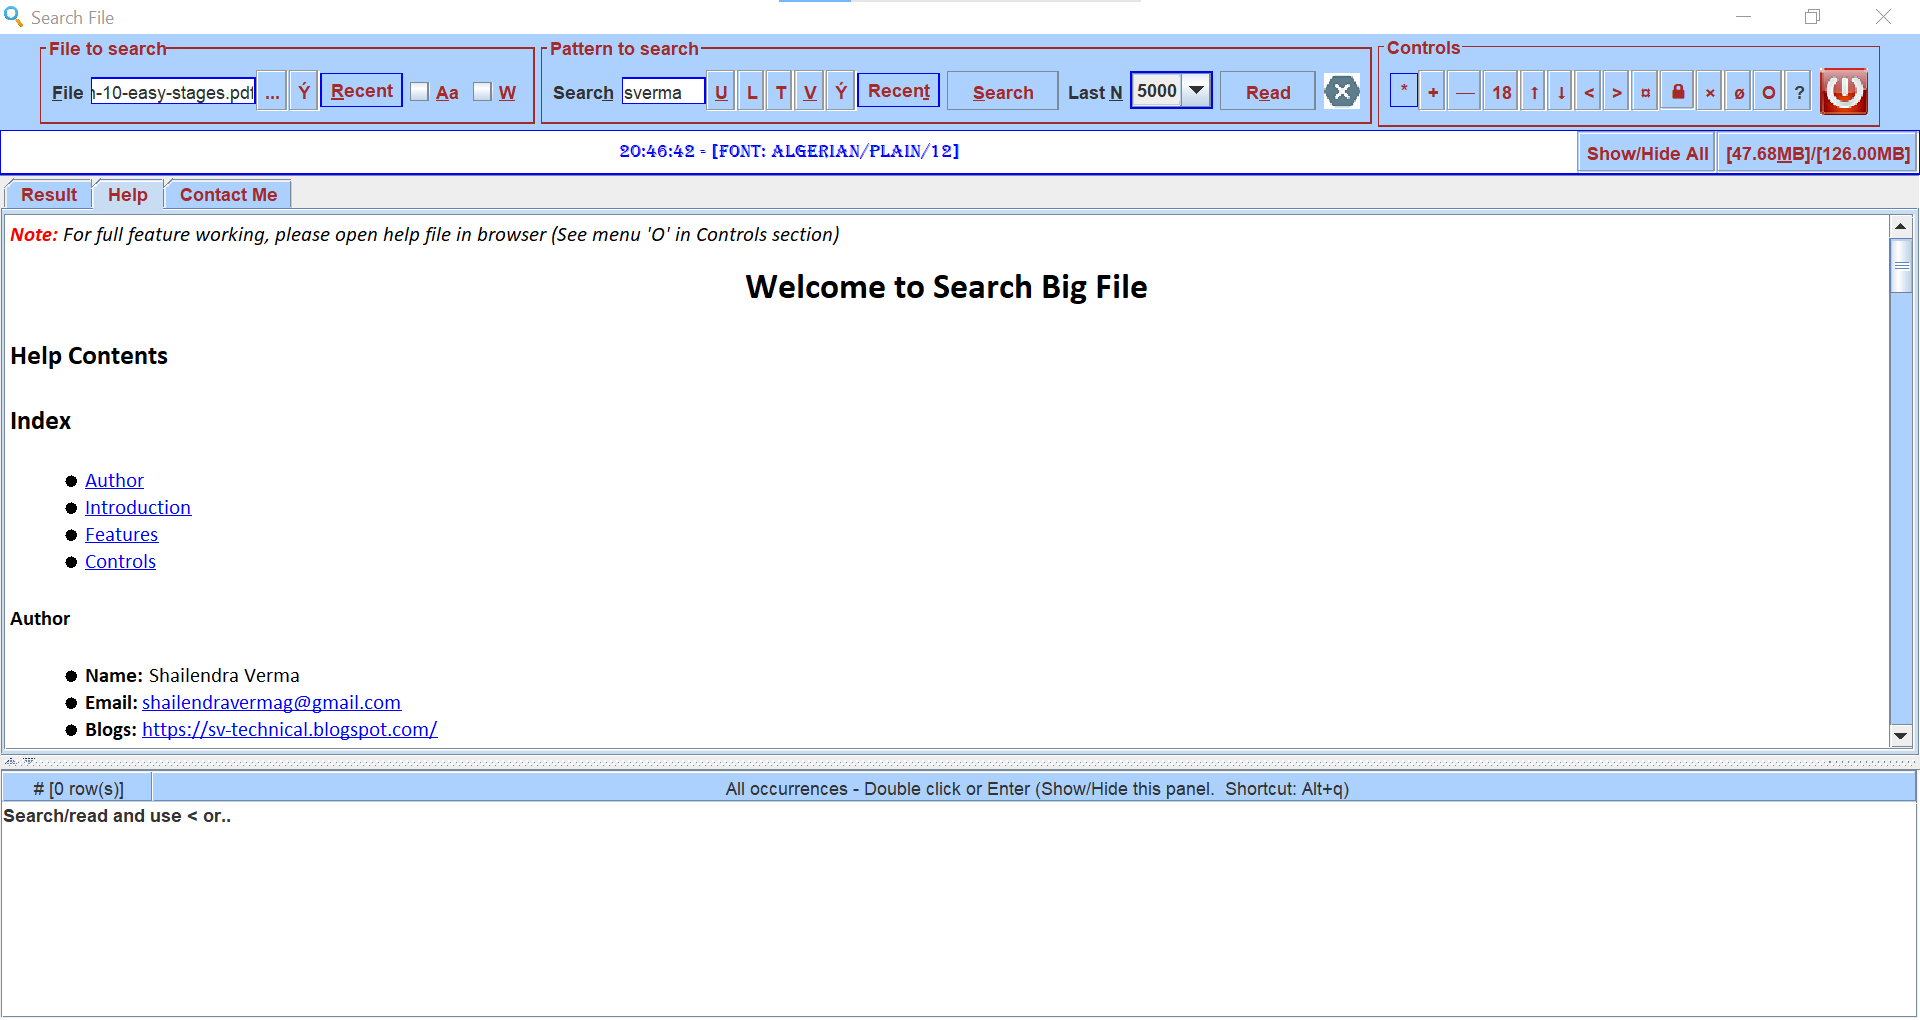 Search File
File to search
Pattern to search
Controls
File n-10-easy-stages.pdf ... Ý Recent Aa W
Search sverma U L T V Ý Recent Search Last N 5000 Read
* + — 18 ↑ ↓ < > ¤ × ø O ?
20:46:42 - [FONT: ALGERIAN/PLAIN/12]
Show/Hide All [47.68MB]/[126.00MB]
Result Help Contact Me
Note: For full feature working, please open help file in browser (See menu 'O' in Controls section)
Welcome to Search Big File
Help Contents
Index
Author
Introduction
Features
Controls
Author
Name: Shailendra Verma
Email: shailendravermag@gmail.com
Blogs: https://sv-technical.blogspot.com/
# [0 row(s)] All occurrences - Double click or Enter (Show/Hide this panel. Shortcut: Alt+q)
Search/read and use < or..